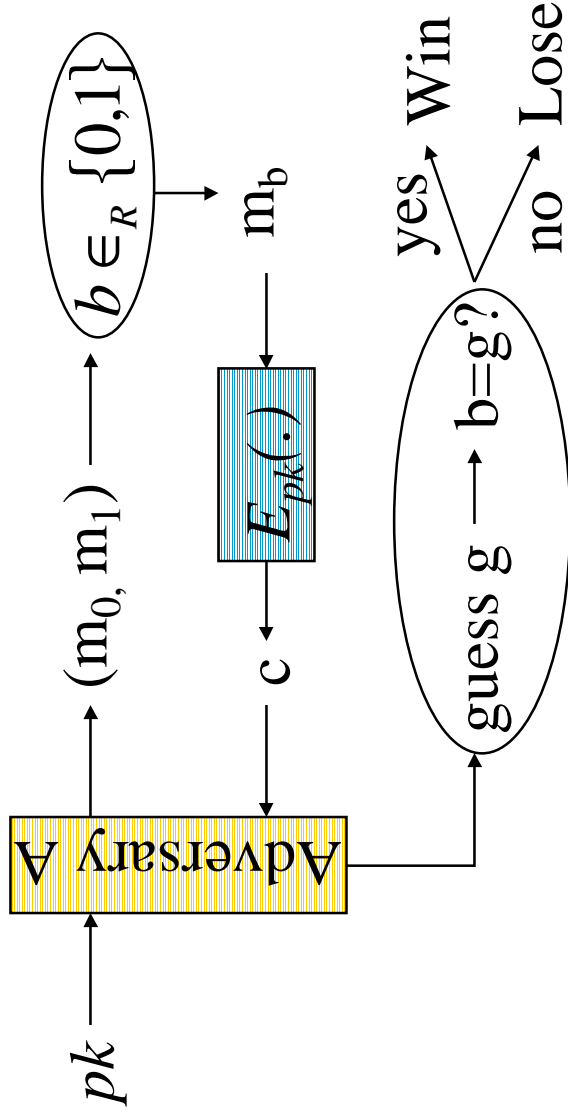 pk
Adversary A
(m₀, m₁)
b ∈_R {0,1}
m_b
E_pk(.)
c
guess g
b=g?
yes
Win
no
Lose